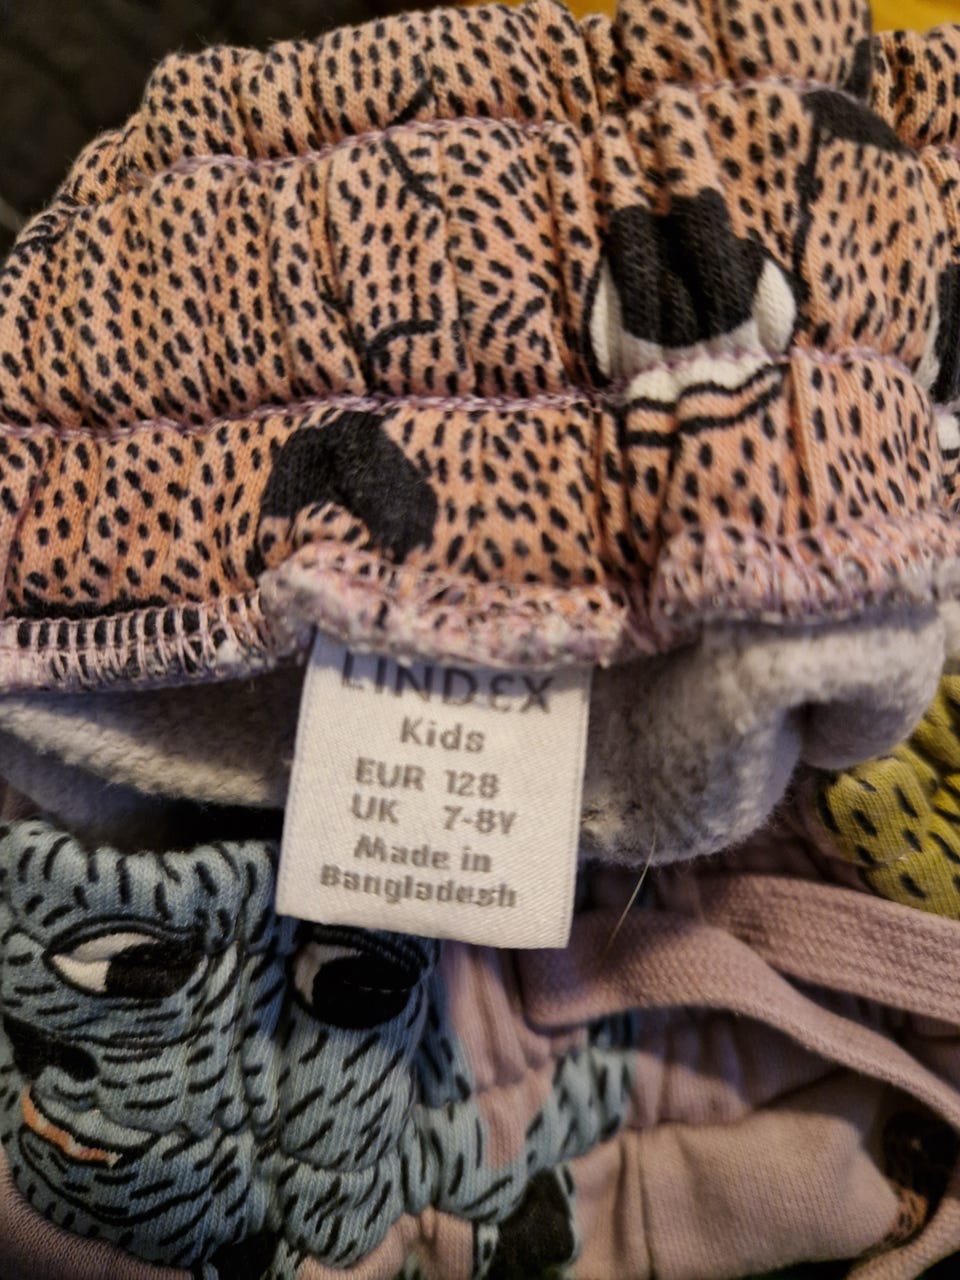 LINDEX
Kids
EUR 128
UK 7-8Y
Made in
Bangladesh